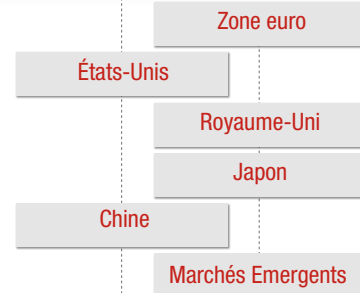 Zone euro
États-Unis
Royaume-Uni
Japon
Chine
Marchés Emergents